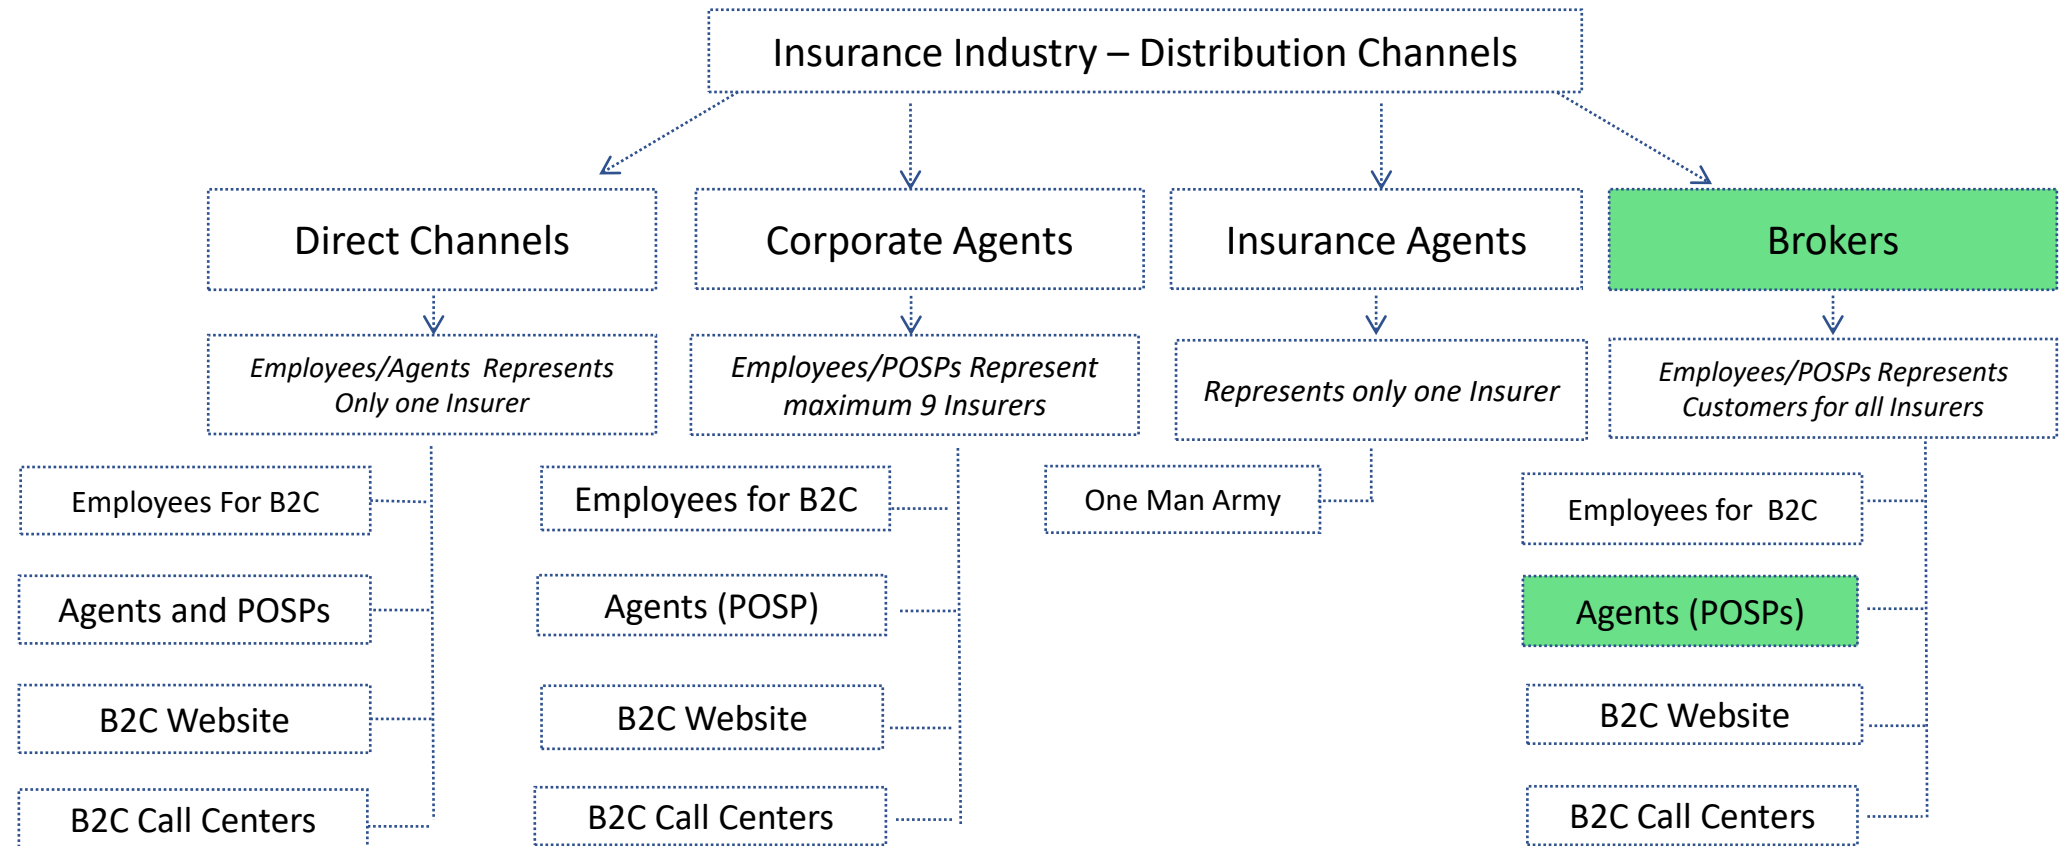 Insurance Industry – Distribution Channels
Direct Channels
Corporate Agents
Insurance Agents
Brokers
Employees/Agents Represents
Only one Insurer
Employees/POSPs Represent
maximum 9 Insurers
Represents only one Insurer
Employees/POSPs Represents
Customers for all Insurers
Employees For B2C
Employees for B2C
One Man Army
Employees for B2C
Agents and POSPs
Agents (POSP)
Agents (POSPs)
B2C Website
B2C Website
B2C Website
B2C Call Centers
B2C Call Centers
B2C Call Centers